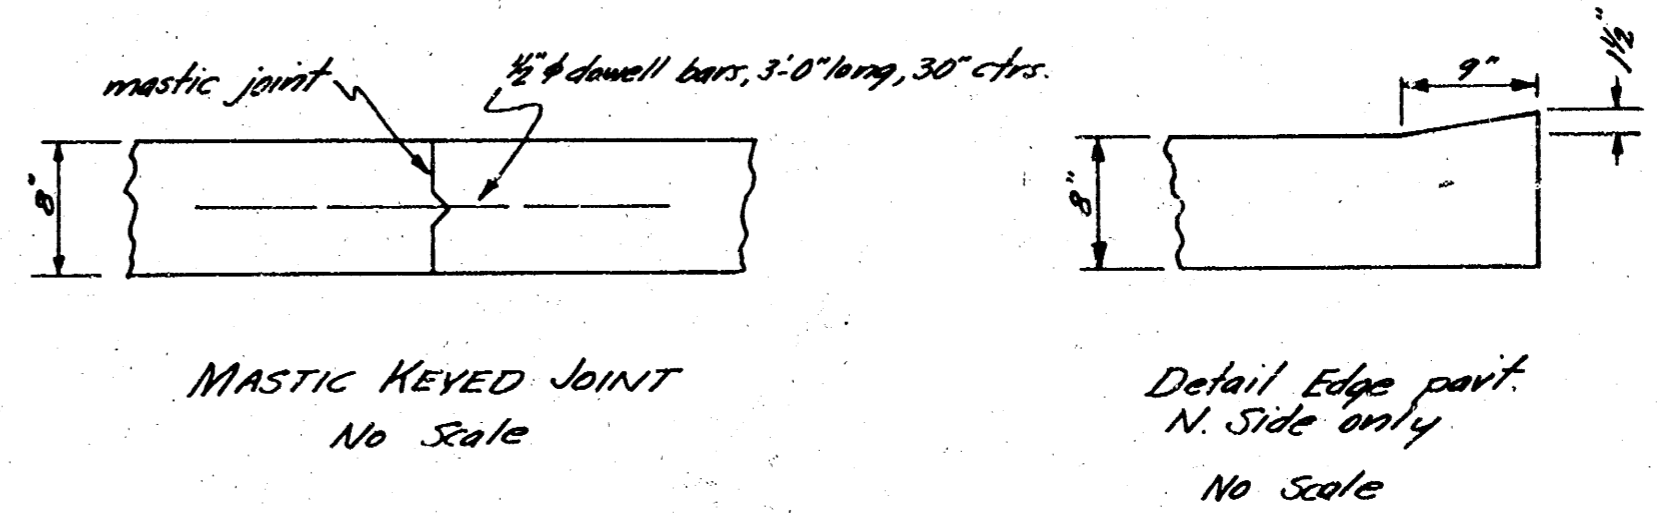 mastic joint
½"ϕ dowell bars, 3'-0" long, 30" ctrs.
8"
MASTIC KEYED JOINT
No Scale
9"
1½"
8"
Detail Edge pav't.
N. Side only
No Scale